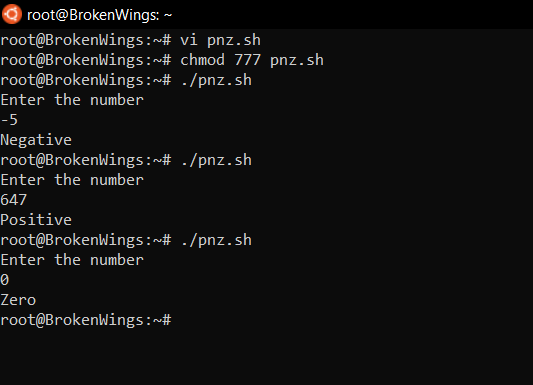 root@BrokenWings: ~
root@BrokenWings:~# vi pnz.sh
root@BrokenWings:~# chmod 777 pnz.sh
root@BrokenWings:~# ./pnz.sh
Enter the number
-5
Negative
root@BrokenWings:~# ./pnz.sh
Enter the number
647
Positive
root@BrokenWings:~# ./pnz.sh
Enter the number
0
Zero
root@BrokenWings:~#